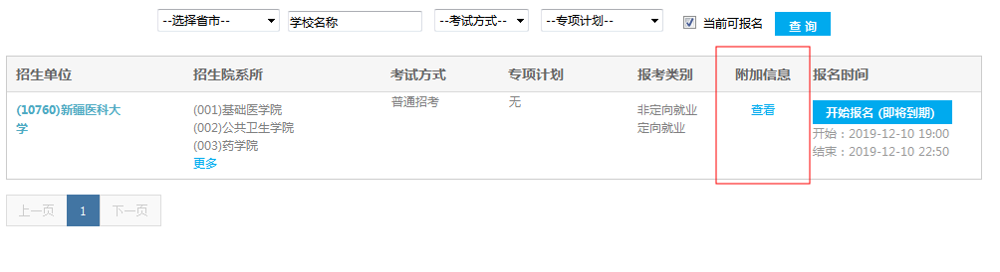 --选择省市-- 学校名称 --考试方式-- --专项计划-- 当前可报名 查 询
招生单位 招生院系所 考试方式 专项计划 报考类别 附加信息 报名时间
(10760)新疆医科大学
(001)基础医学院
(002)公共卫生学院
(003)药学院
更多
普通招考
无
非定向就业
定向就业
查看
开始报名 (即将到期)
开始：2019-12-10 19:00
结束：2019-12-10 22:50
上一页 1 下一页